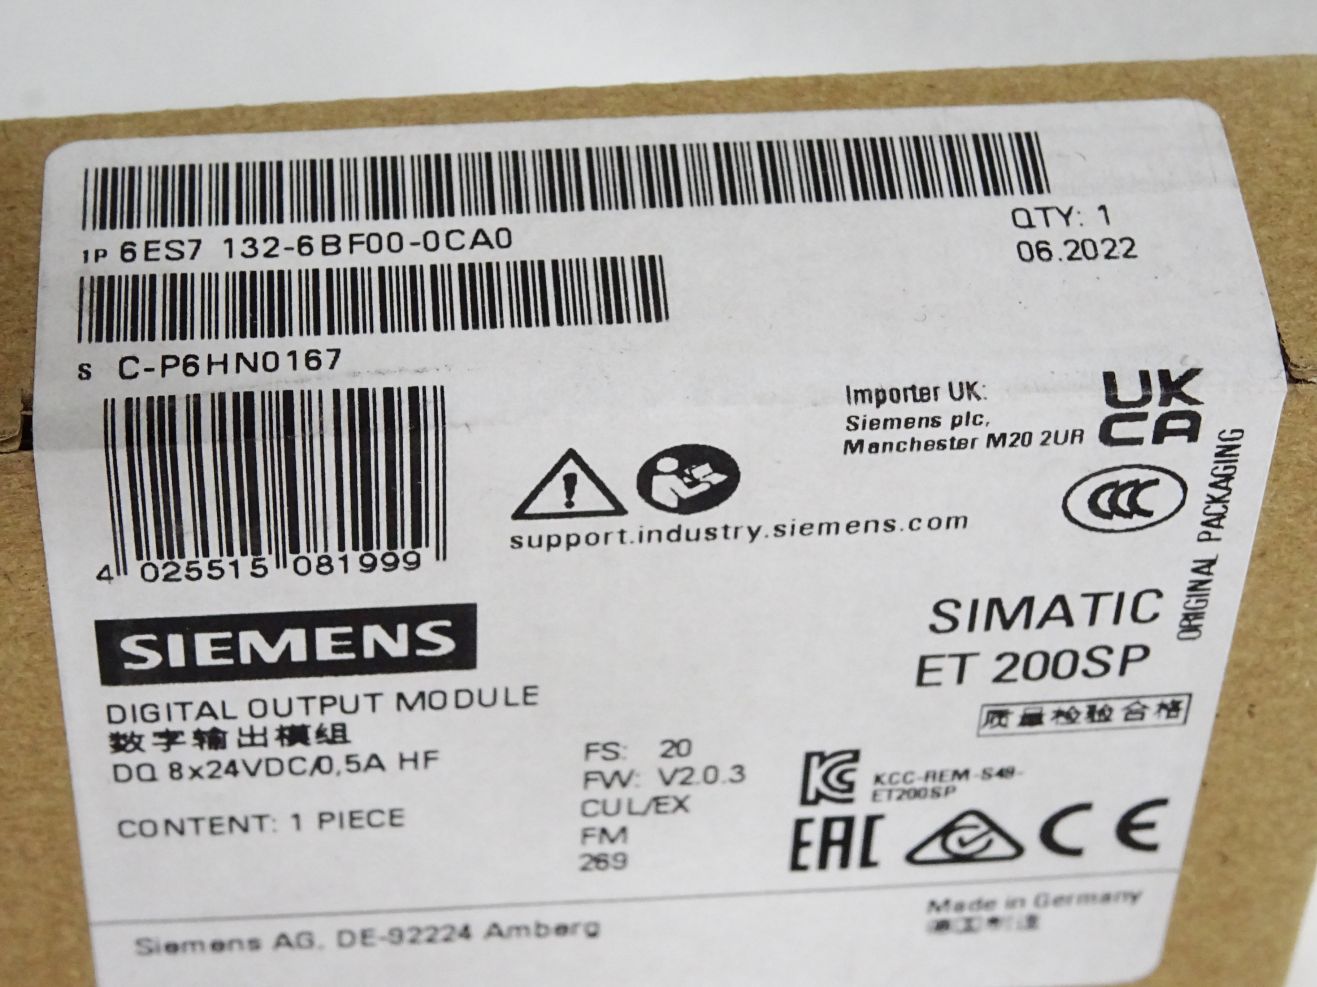 1P 6ES7 132-6BF00-0CA0
QTY: 1
06.2022
S C-P6HN0167
4 025515 081999
Importer UK:
Siemens plc,
Manchester M20 2UR
UK
CA
CCC
ORIGINAL PACKAGING
support.industry.siemens.com
SIEMENS
SIMATIC
ET 200SP
DIGITAL OUTPUT MODULE
数字输出模组
DQ 8x24VDC/0,5A HF
质量检验合格
CONTENT: 1 PIECE
FS: 20
FW: V2.0.3
CUL/EX
FM
269
KC
KCC-REM-S49-
ET200SP
EAC
CE
Siemens AG, DE-92224 Amberg
Made in Germany